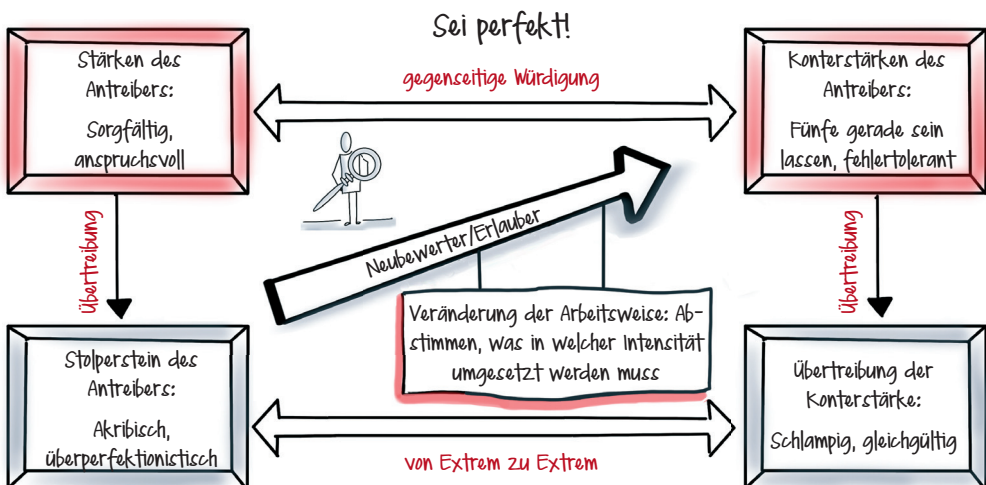 Sei perfekt!
Stärken des
Antreibers:
Sorgfältig,
anspruchsvoll
gegenseitige Würdigung
Konterstärken des
Antreibers:
Fünfe gerade sein
lassen, fehlertolerant
Übertreibung
Neubewerter/Erlauber
Übertreibung
Veränderung der Arbeitsweise: Ab-
stimmen, was in welcher Intensität
umgesetzt werden muss
Stolperstein des
Antreibers:
Akribisch,
überperfektionistisch
von Extrem zu Extrem
Übertreibung der
Konterstärke:
Schlampig, gleichgültig